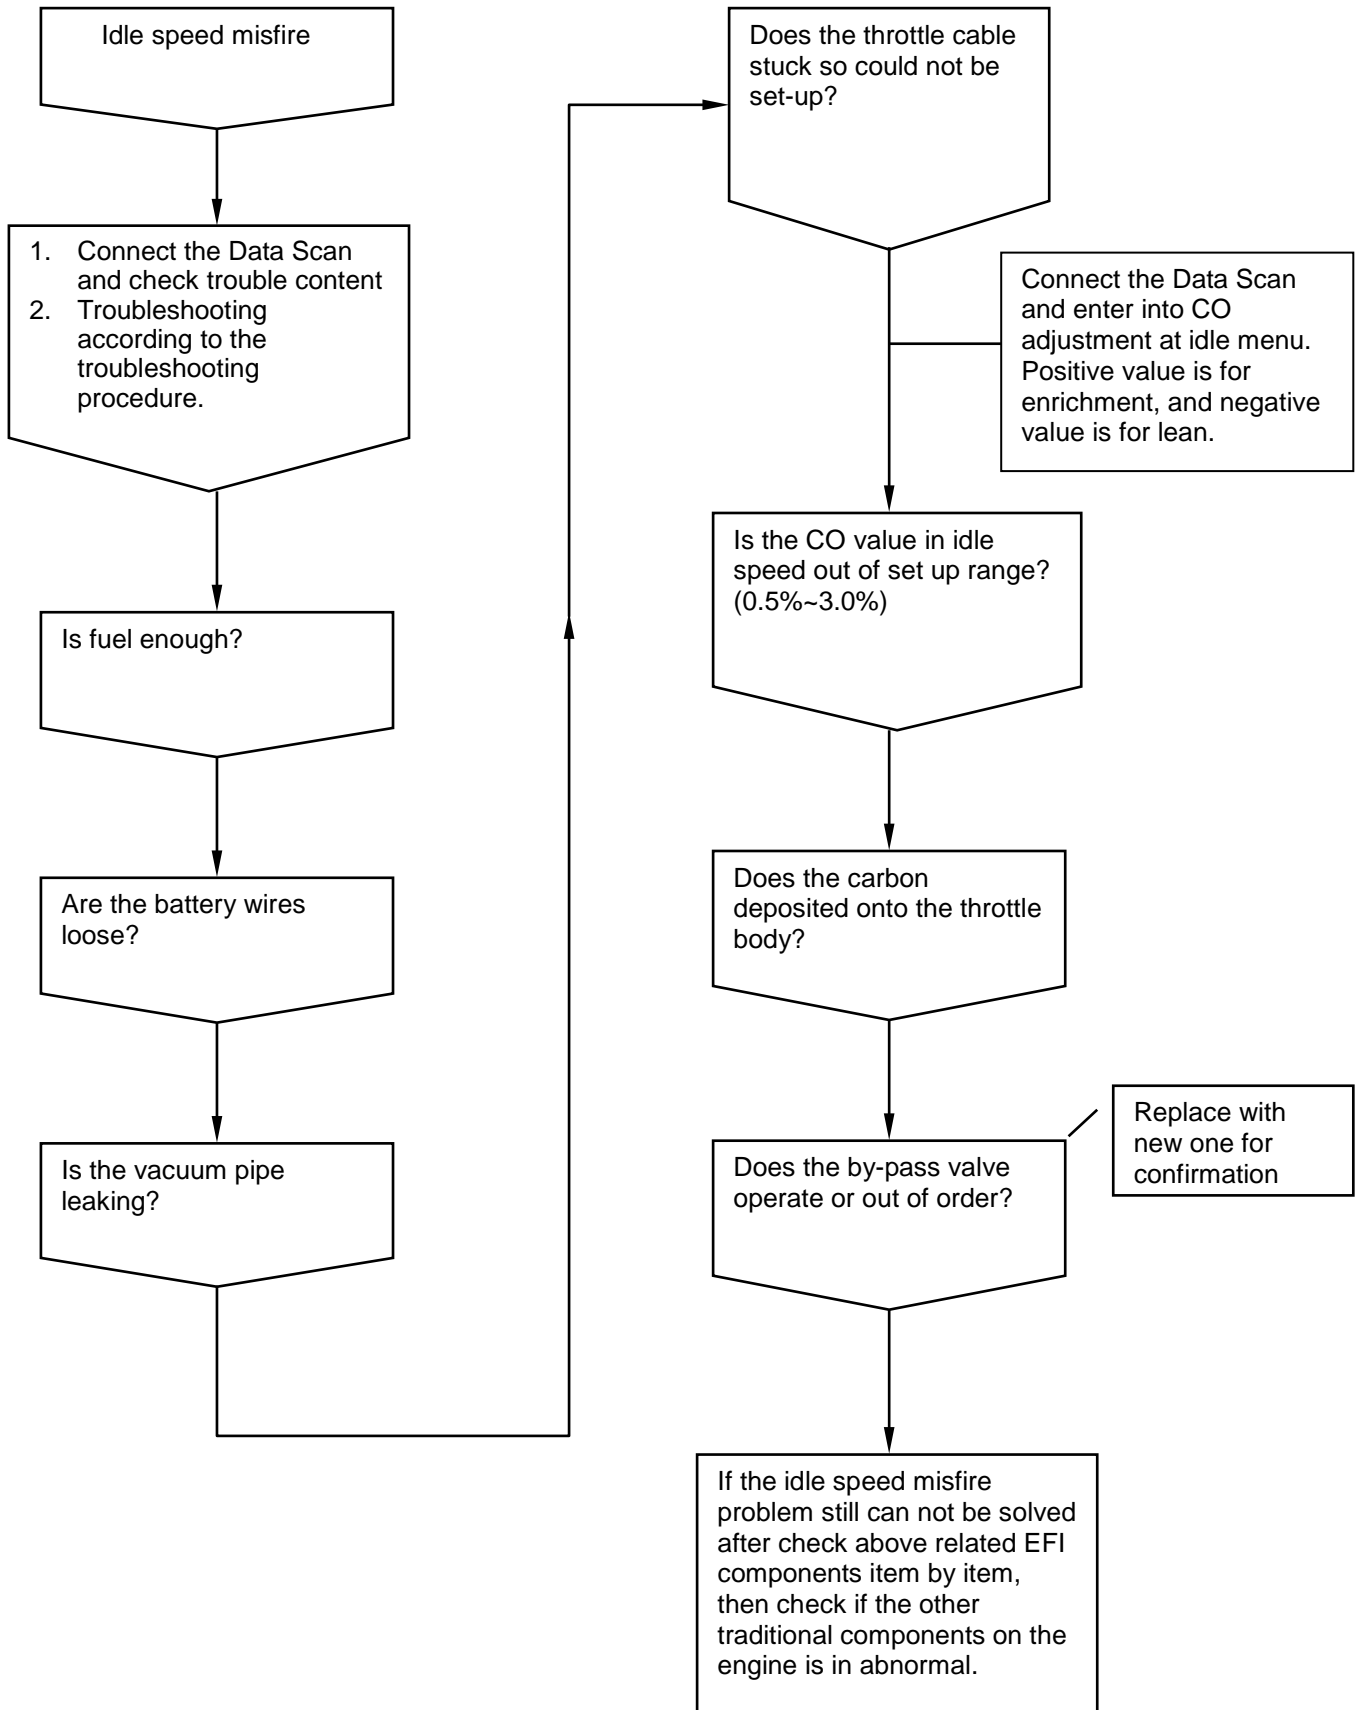 Idle speed misfire
1. Connect the Data Scan
and check trouble content
2. Troubleshooting
according to the
troubleshooting
procedure.
Is fuel enough?
Are the battery wires
loose?
Is the vacuum pipe
leaking?
Does the throttle cable
stuck so could not be
set-up?
Connect the Data Scan
and enter into CO
adjustment at idle menu.
Positive value is for
enrichment, and negative
value is for lean.
Is the CO value in idle
speed out of set up range?
(0.5%~3.0%)
Does the carbon
deposited onto the throttle
body?
Does the by-pass valve
operate or out of order?
Replace with
new one for
confirmation
If the idle speed misfire
problem still can not be solved
after check above related EFI
components item by item,
then check if the other
traditional components on the
engine is in abnormal.